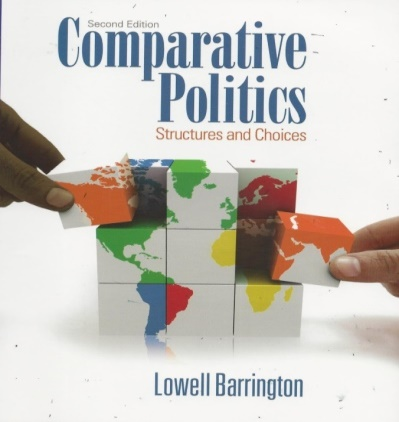 Second Edition
Comparative
Politics
Structures and Choices
Lowell Barrington